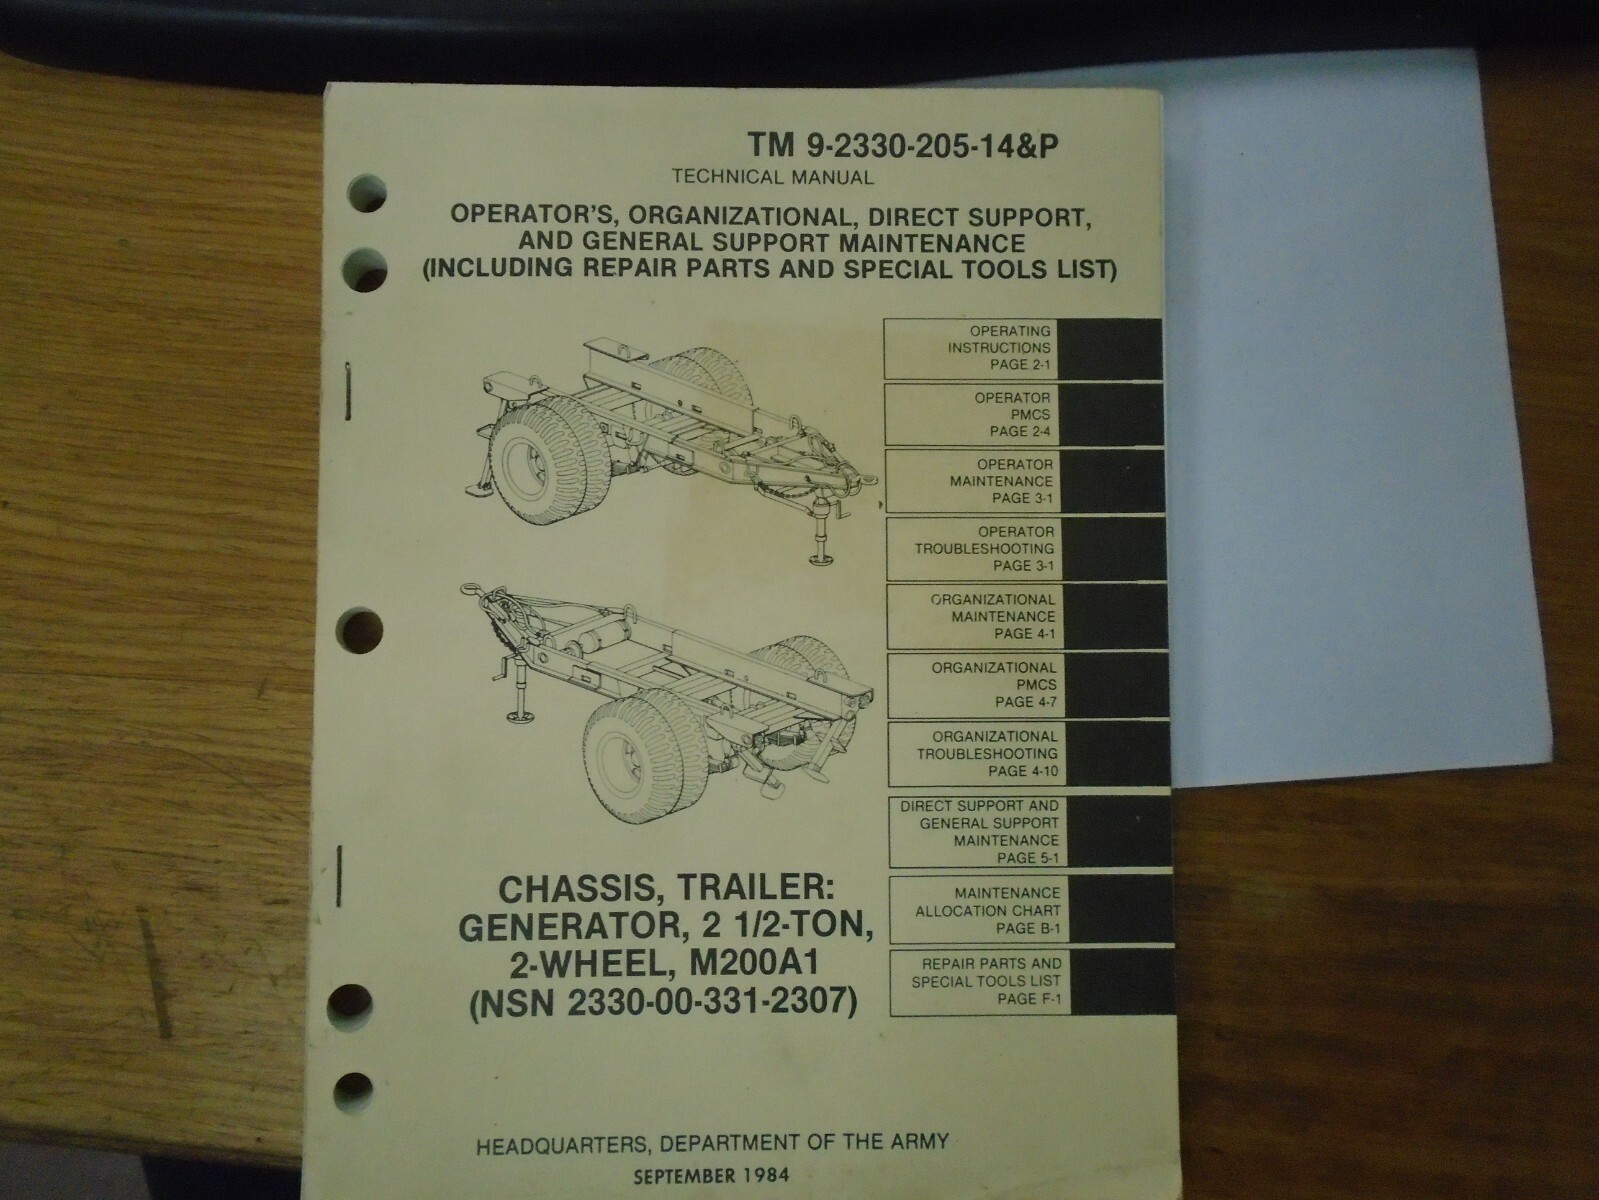 TM 9-2330-205-14&P
TECHNICAL MANUAL
OPERATOR'S, ORGANIZATIONAL, DIRECT SUPPORT,
AND GENERAL SUPPORT MAINTENANCE
(INCLUDING REPAIR PARTS AND SPECIAL TOOLS LIST)
OPERATING
INSTRUCTIONS
PAGE 2-1
OPERATOR
PMCS
PAGE 2-4
OPERATOR
MAINTENANCE
PAGE 3-1
OPERATOR
TROUBLESHOOTING
PAGE 3-1
ORGANIZATIONAL
MAINTENANCE
PAGE 4-1
ORGANIZATIONAL
PMCS
PAGE 4-7
ORGANIZATIONAL
TROUBLESHOOTING
PAGE 4-10
DIRECT SUPPORT AND
GENERAL SUPPORT
MAINTENANCE
PAGE 5-1
MAINTENANCE
ALLOCATION CHART
PAGE B-1
REPAIR PARTS AND
SPECIAL TOOLS LIST
PAGE F-1
CHASSIS, TRAILER:
GENERATOR, 2 1/2-TON,
2-WHEEL, M200A1
(NSN 2330-00-331-2307)
HEADQUARTERS, DEPARTMENT OF THE ARMY
SEPTEMBER 1984